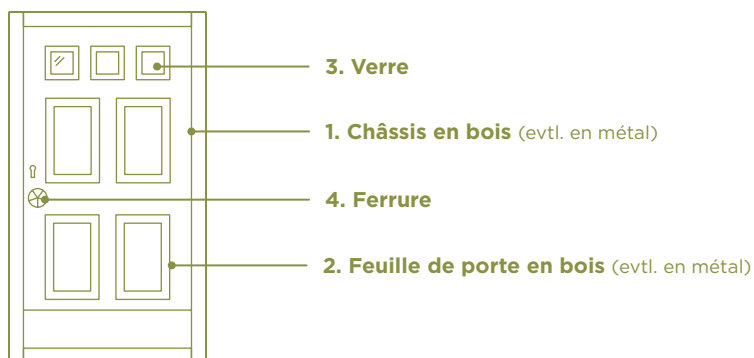 3. Verre
1. Châssis en bois (evtl. en métal)
4. Ferrure
2. Feuille de porte en bois (evtl. en métal)